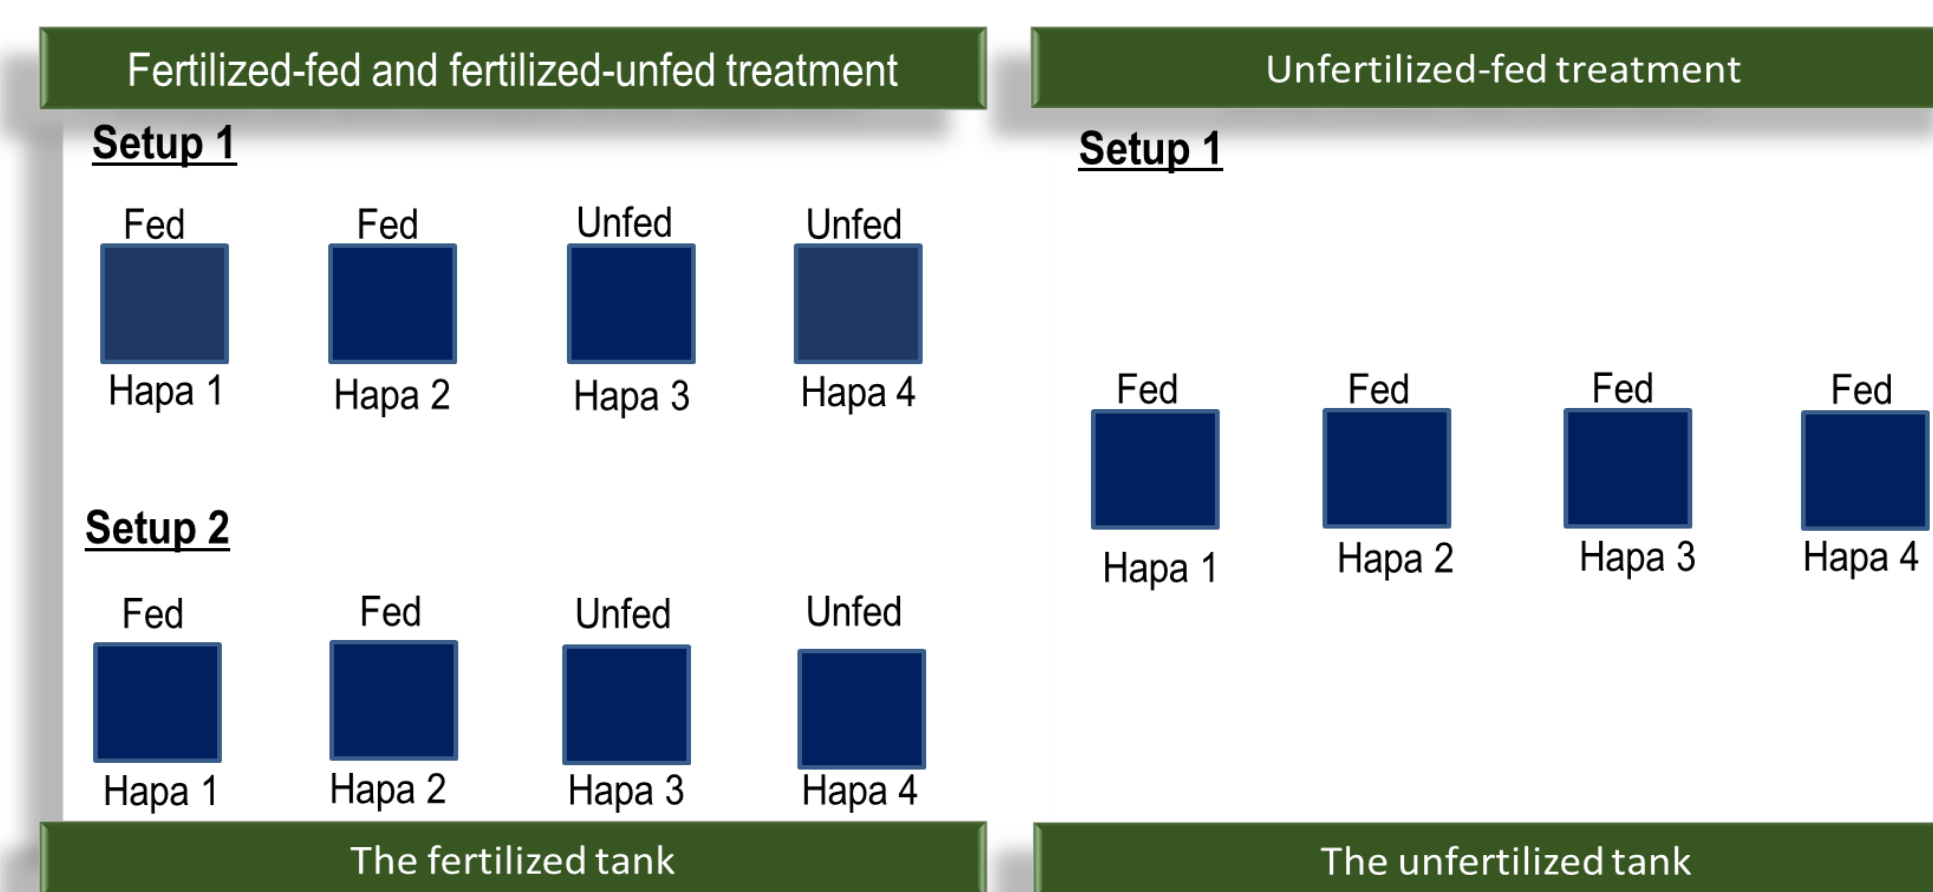 Fertilized-fed and fertilized-unfed treatment
Setup 1
Fed Fed Unfed Unfed
Hapa 1 Hapa 2 Hapa 3 Hapa 4
Setup 2
Fed Fed Unfed Unfed
Hapa 1 Hapa 2 Hapa 3 Hapa 4
The fertilized tank
Unfertilized-fed treatment
Setup 1
Fed Fed Fed Fed
Hapa 1 Hapa 2 Hapa 3 Hapa 4
The unfertilized tank